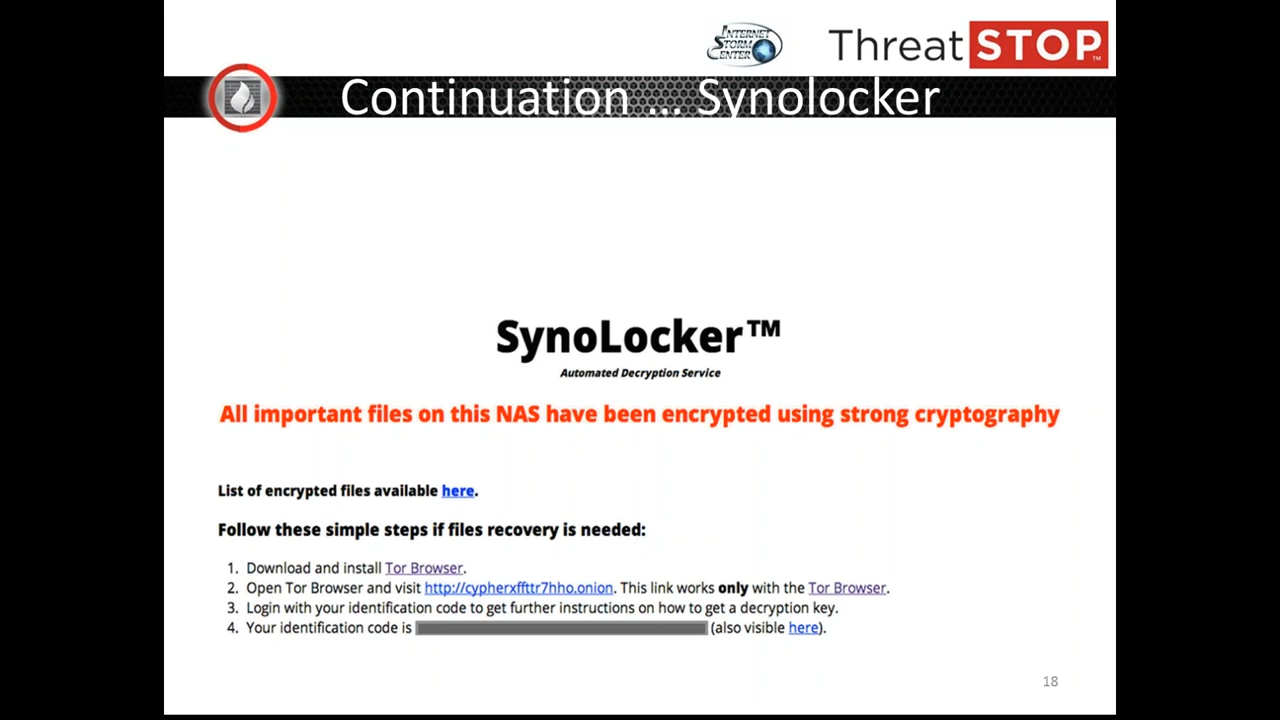 INTERNET
STORM
CENTER
ThreatSTOP™
Continuation ... Synolocker
SynoLocker™
Automated Decryption Service
All important files on this NAS have been encrypted using strong cryptography
List of encrypted files available here.
Follow these simple steps if files recovery is needed:
1. Download and install Tor Browser.
2. Open Tor Browser and visit http://cypherxffttr7hho.onion. This link works only with the Tor Browser.
3. Login with your identification code to get further instructions on how to get a decryption key.
4. Your identification code is (also visible here).
18